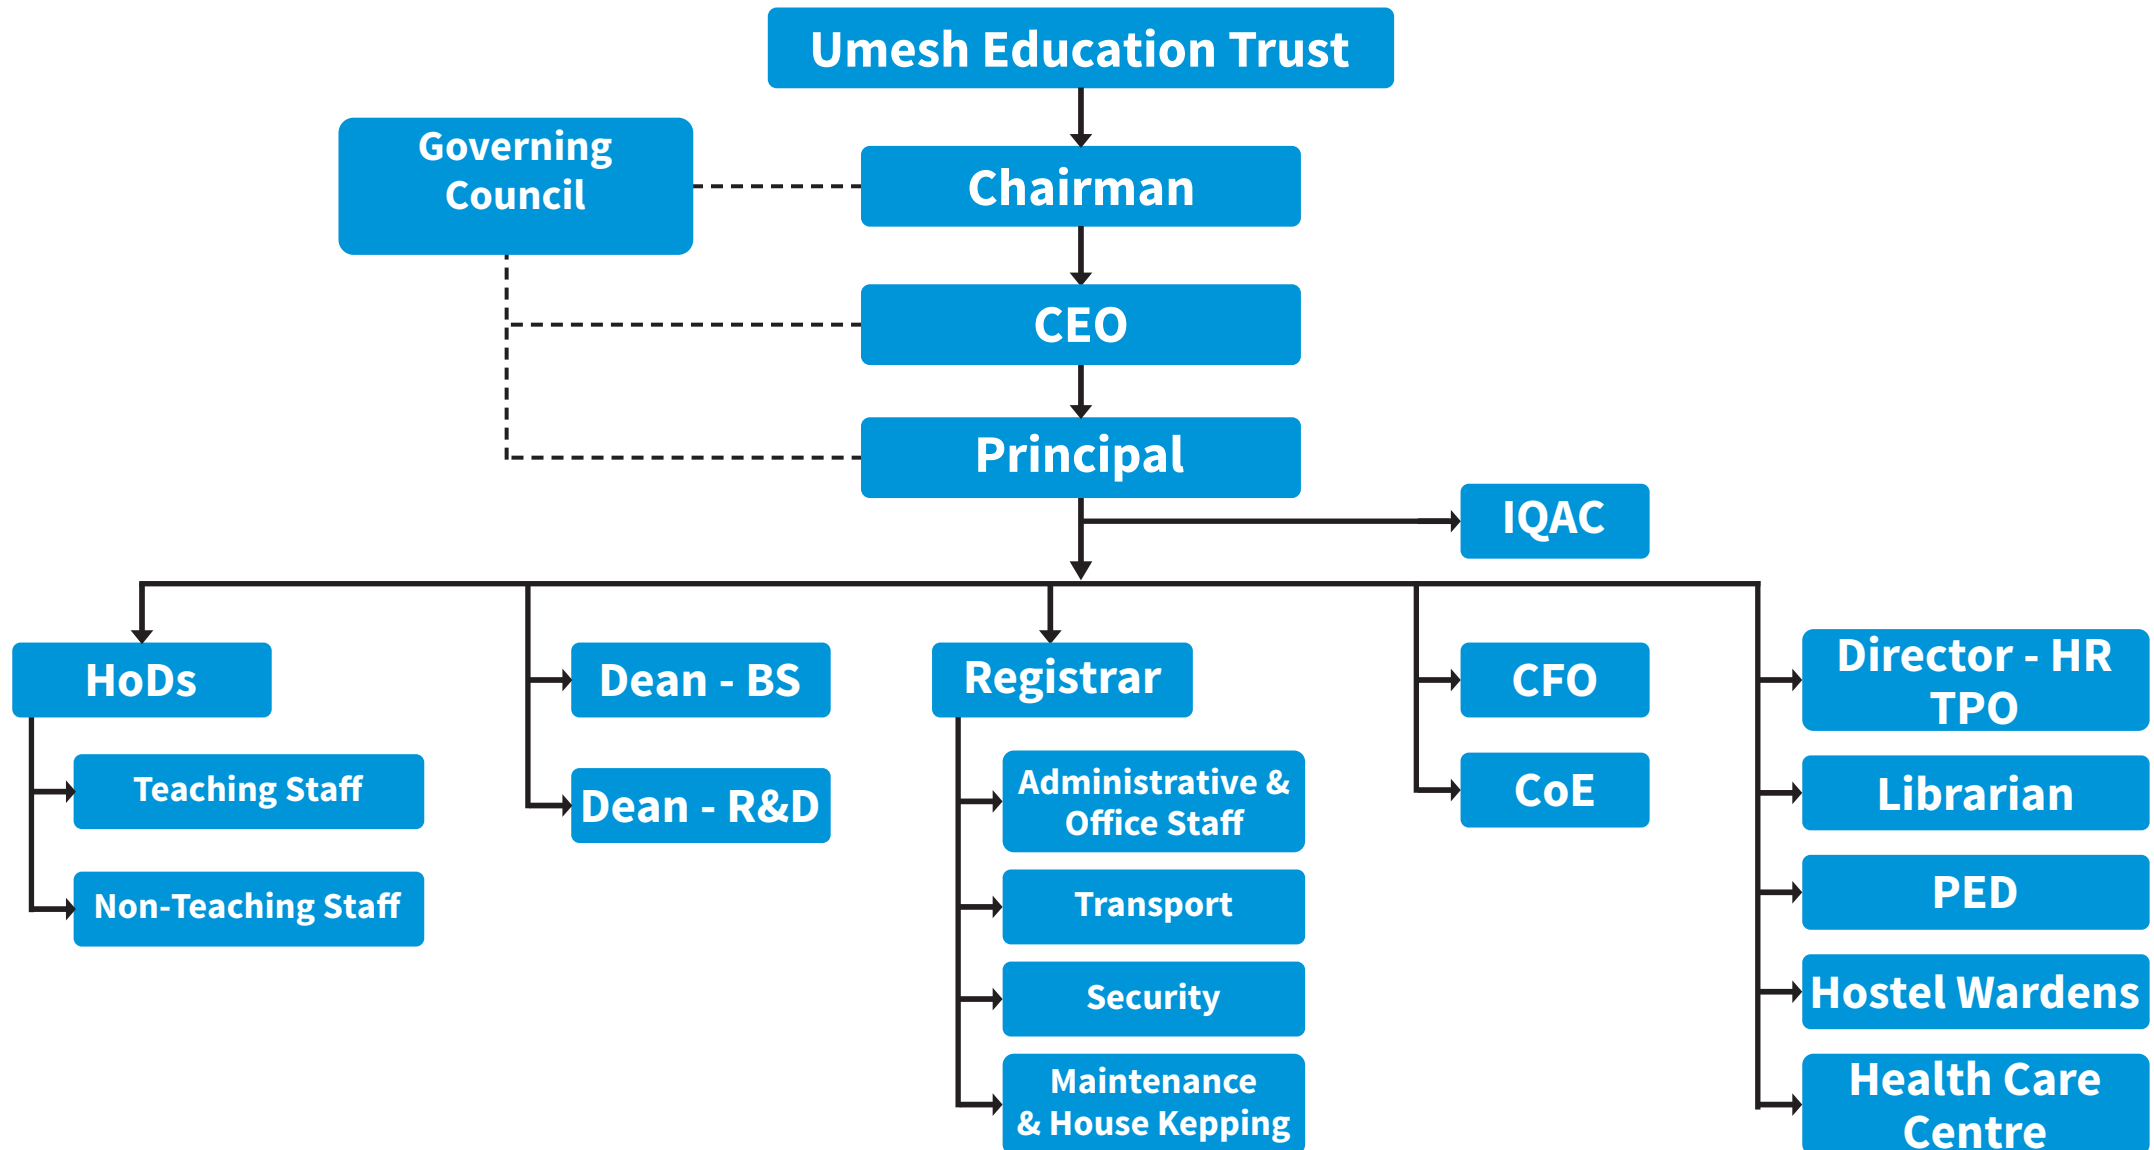 Umesh Education Trust
Governing
Council
Chairman
CEO
Principal
IQAC
HoDs
Teaching Staff
Non-Teaching Staff
Dean - BS
Dean - R&D
Registrar
Administrative &
Office Staff
Transport
Security
Maintenance
& House Kepping
CFO
CoE
Director - HR
TPO
Librarian
PED
Hostel Wardens
Health Care
Centre